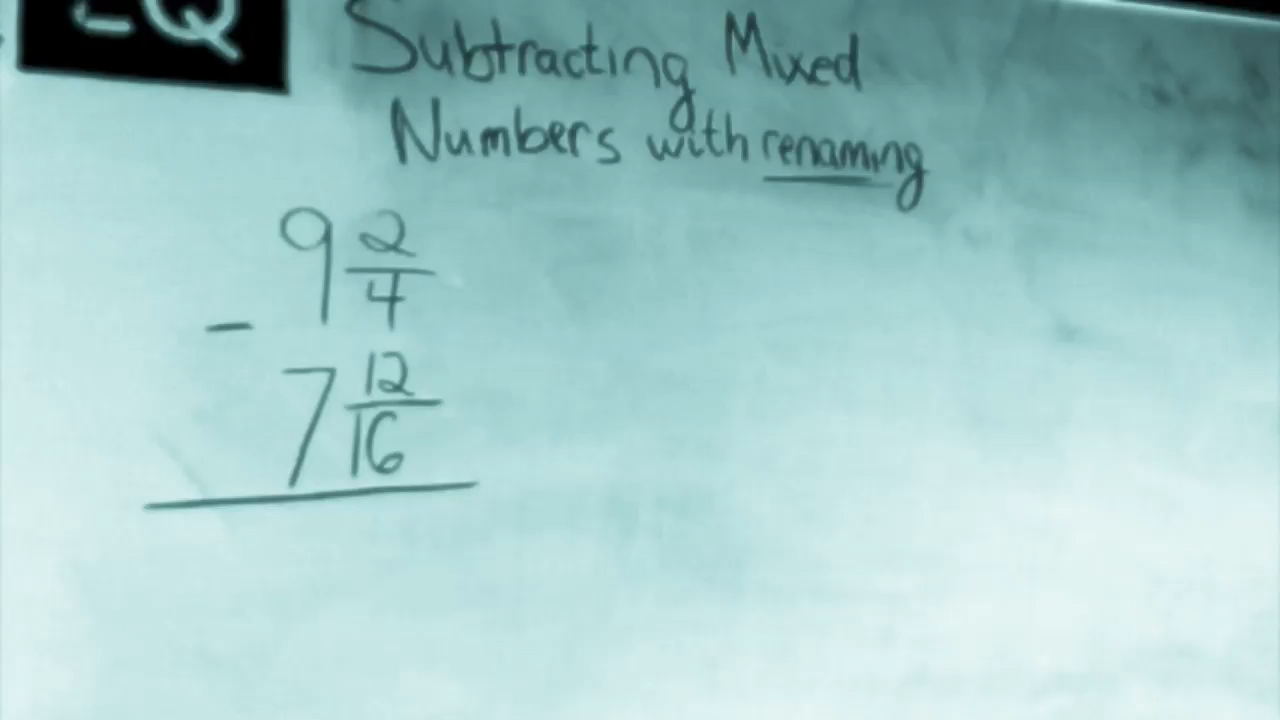 -Q
Subtracting Mixed
Numbers with renaming
9 2/4
-
7 12/16